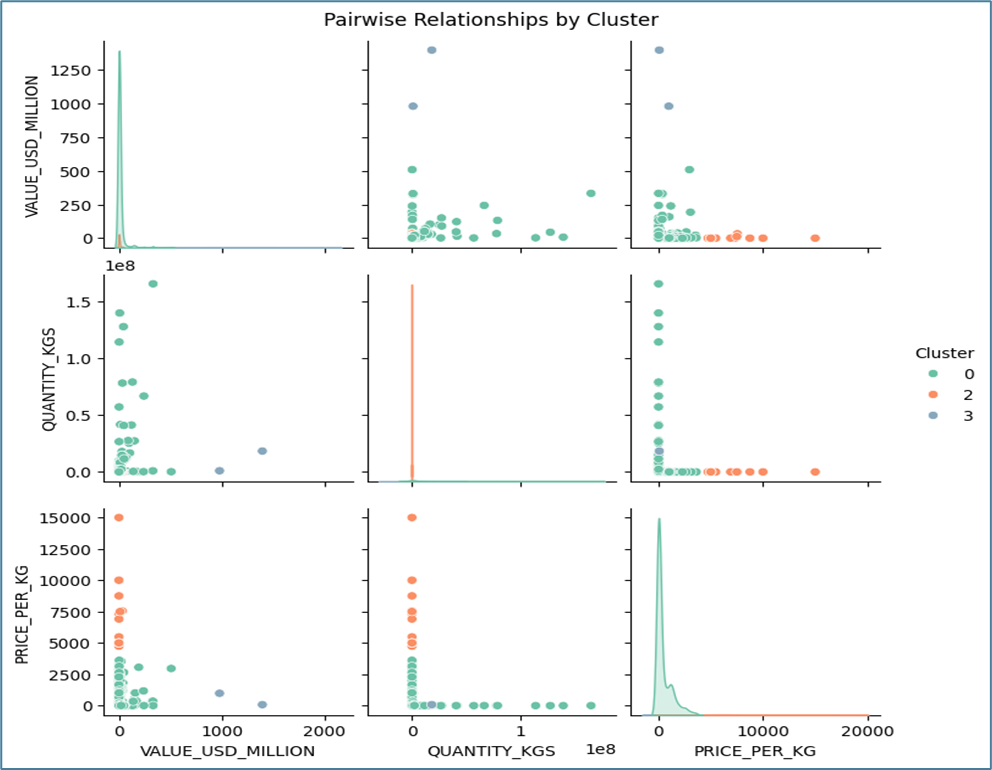 Pairwise Relationships by Cluster
VALUE_USD_MILLION
1250
1000
750
500
250
0
1e8
QUANTITY_KGS
1.5
1.0
0.5
0.0
Cluster
0
2
3
PRICE_PER_KG
15000
12500
10000
7500
5000
2500
0
0 1000 2000
0 1
1e8
0 10000 20000
VALUE_USD_MILLION
QUANTITY_KGS
PRICE_PER_KG